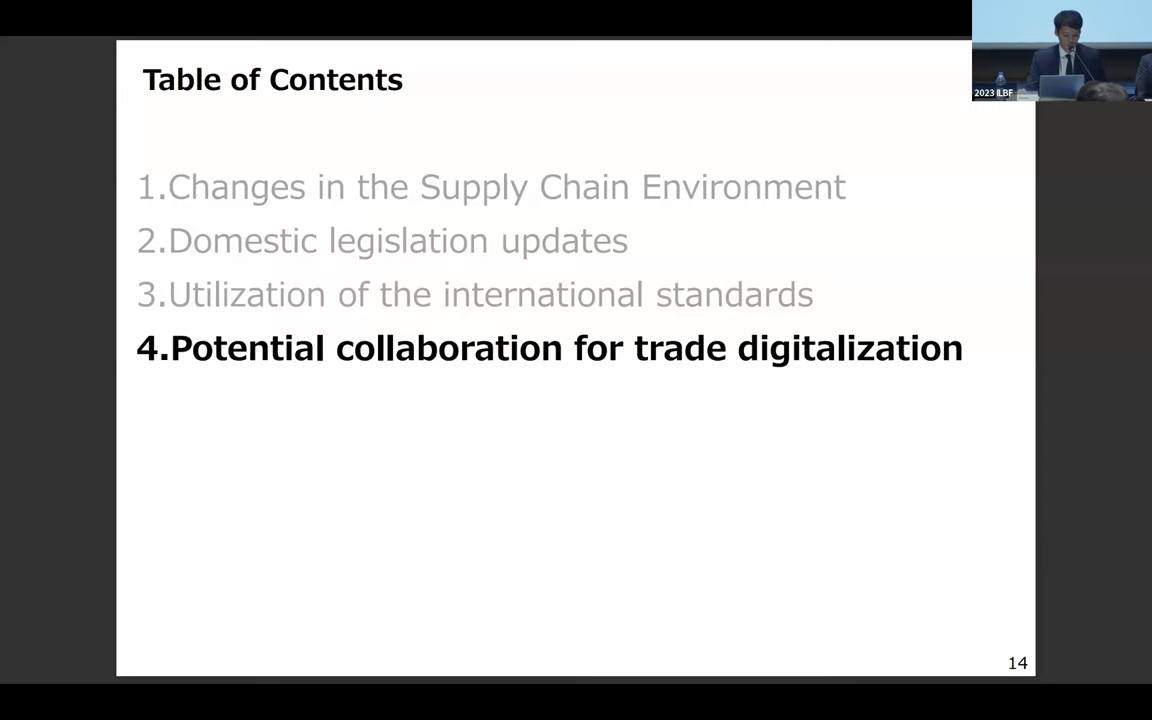 Table of Contents
2023 ILBF
1.Changes in the Supply Chain Environment
2.Domestic legislation updates
3.Utilization of the international standards
4.Potential collaboration for trade digitalization
14